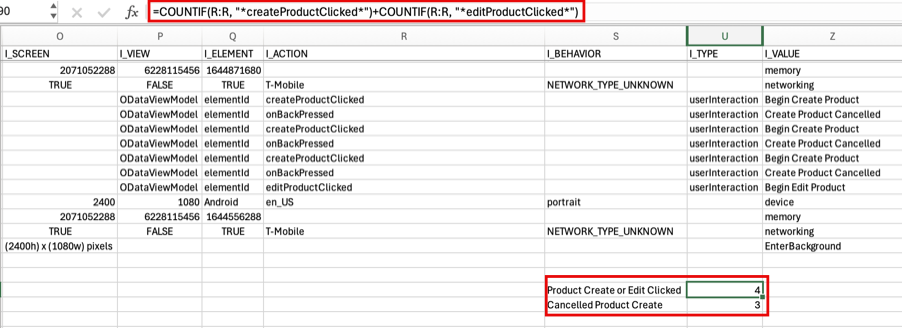 90 fx =COUNTIF(R:R, "*createProductClicked*")+COUNTIF(R:R, "*editProductClicked*")
O P Q R S U Z
I_SCREEN I_VIEW I_ELEMENT I_ACTION I_BEHAVIOR I_TYPE I_VALUE
2071052288 6228115456 1644871680 memory
TRUE FALSE TRUE T-Mobile NETWORK_TYPE_UNKNOWN networking
ODataViewModel elementId createProductClicked userInteraction Begin Create Product
ODataViewModel elementId onBackPressed userInteraction Create Product Cancelled
ODataViewModel elementId createProductClicked userInteraction Begin Create Product
ODataViewModel elementId onBackPressed userInteraction Create Product Cancelled
ODataViewModel elementId createProductClicked userInteraction Begin Create Product
ODataViewModel elementId onBackPressed userInteraction Create Product Cancelled
ODataViewModel elementId editProductClicked userInteraction Begin Edit Product
2400 1080 Android en_US portrait device
2071052288 6228115456 1644556288 memory
TRUE FALSE TRUE T-Mobile NETWORK_TYPE_UNKNOWN networking
(2400h) x (1080w) pixels EnterBackground
Product Create or Edit Clicked 4
Cancelled Product Create 3